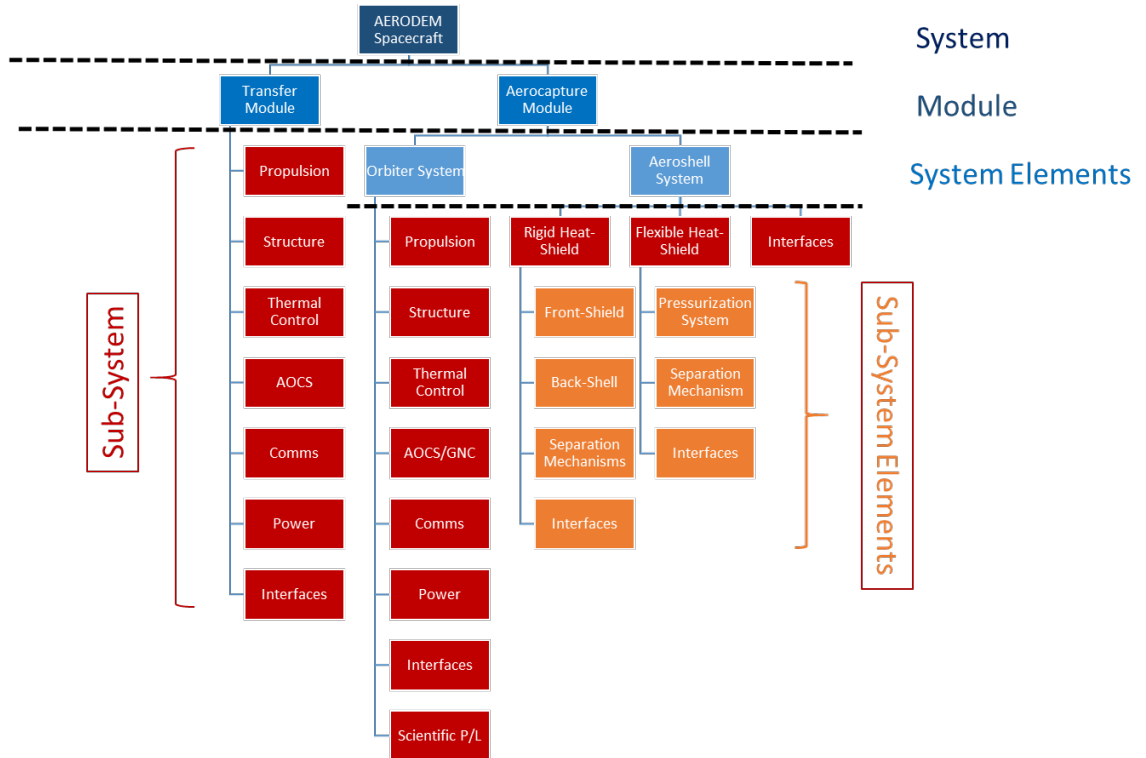 AERODEM
Spacecraft
System
Transfer
Module
Aerocapture
Module
Module
Propulsion
Orbiter System
Aeroshell
System
System Elements
Structure
Propulsion
Rigid Heat-
Shield
Flexible Heat-
Shield
Interfaces
Thermal
Control
Structure
Front-Shield
Pressurization
System
AOCS
Thermal
Control
Back-Shell
Separation
Mechanism
Comms
AOCS/GNC
Separation
Mechanisms
Interfaces
Power
Comms
Interfaces
Interfaces
Power
Interfaces
Scientific P/L
Sub-System
Sub-System Elements